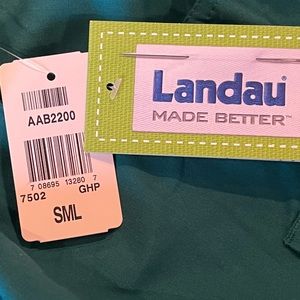 AAB2200
7 08695 13280 7
7502 GHP
SML
Landau®
MADE BETTER™